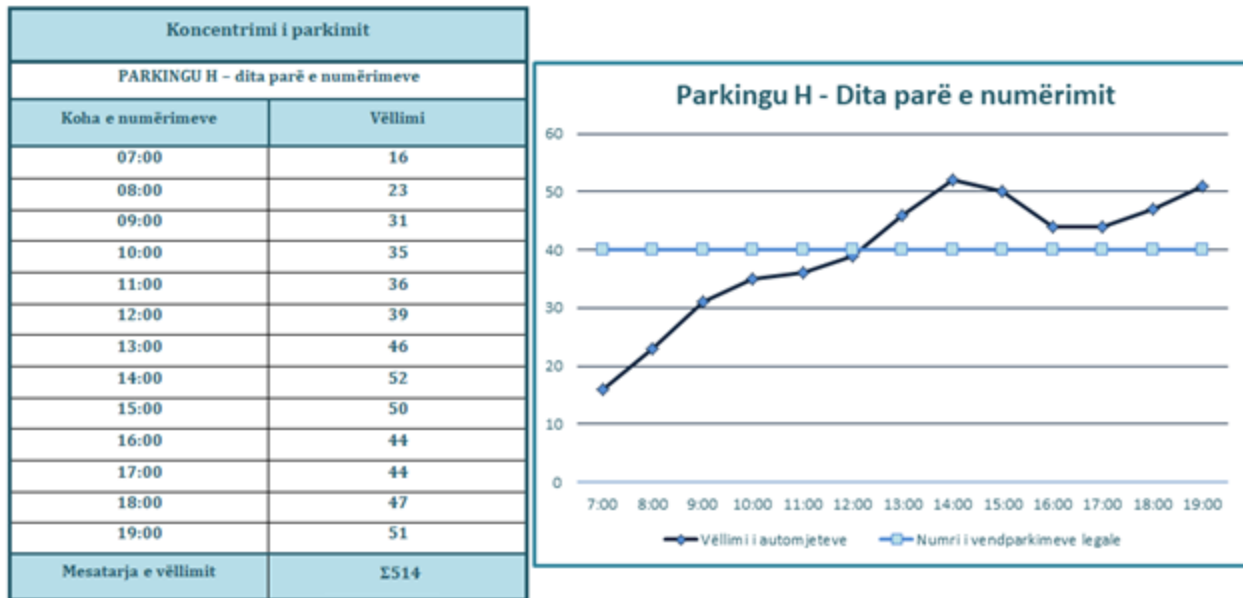 Koncentrimi i parkimit
PARKINGU H – dita parë e numërimeve
Koha e numërimeve Vëllimi
07:00 16
08:00 23
09:00 31
10:00 35
11:00 36
12:00 39
13:00 46
14:00 52
15:00 50
16:00 44
17:00 44
18:00 47
19:00 51
Mesatarja e vëllimit Σ514
Parkingu H - Dita parë e numërimit
60
50
40
30
20
10
0
7:00 8:00 9:00 10:00 11:00 12:00 13:00 14:00 15:00 16:00 17:00 18:00 19:00
Vëllimi i automjeteve Numri i vendparkimeve legale